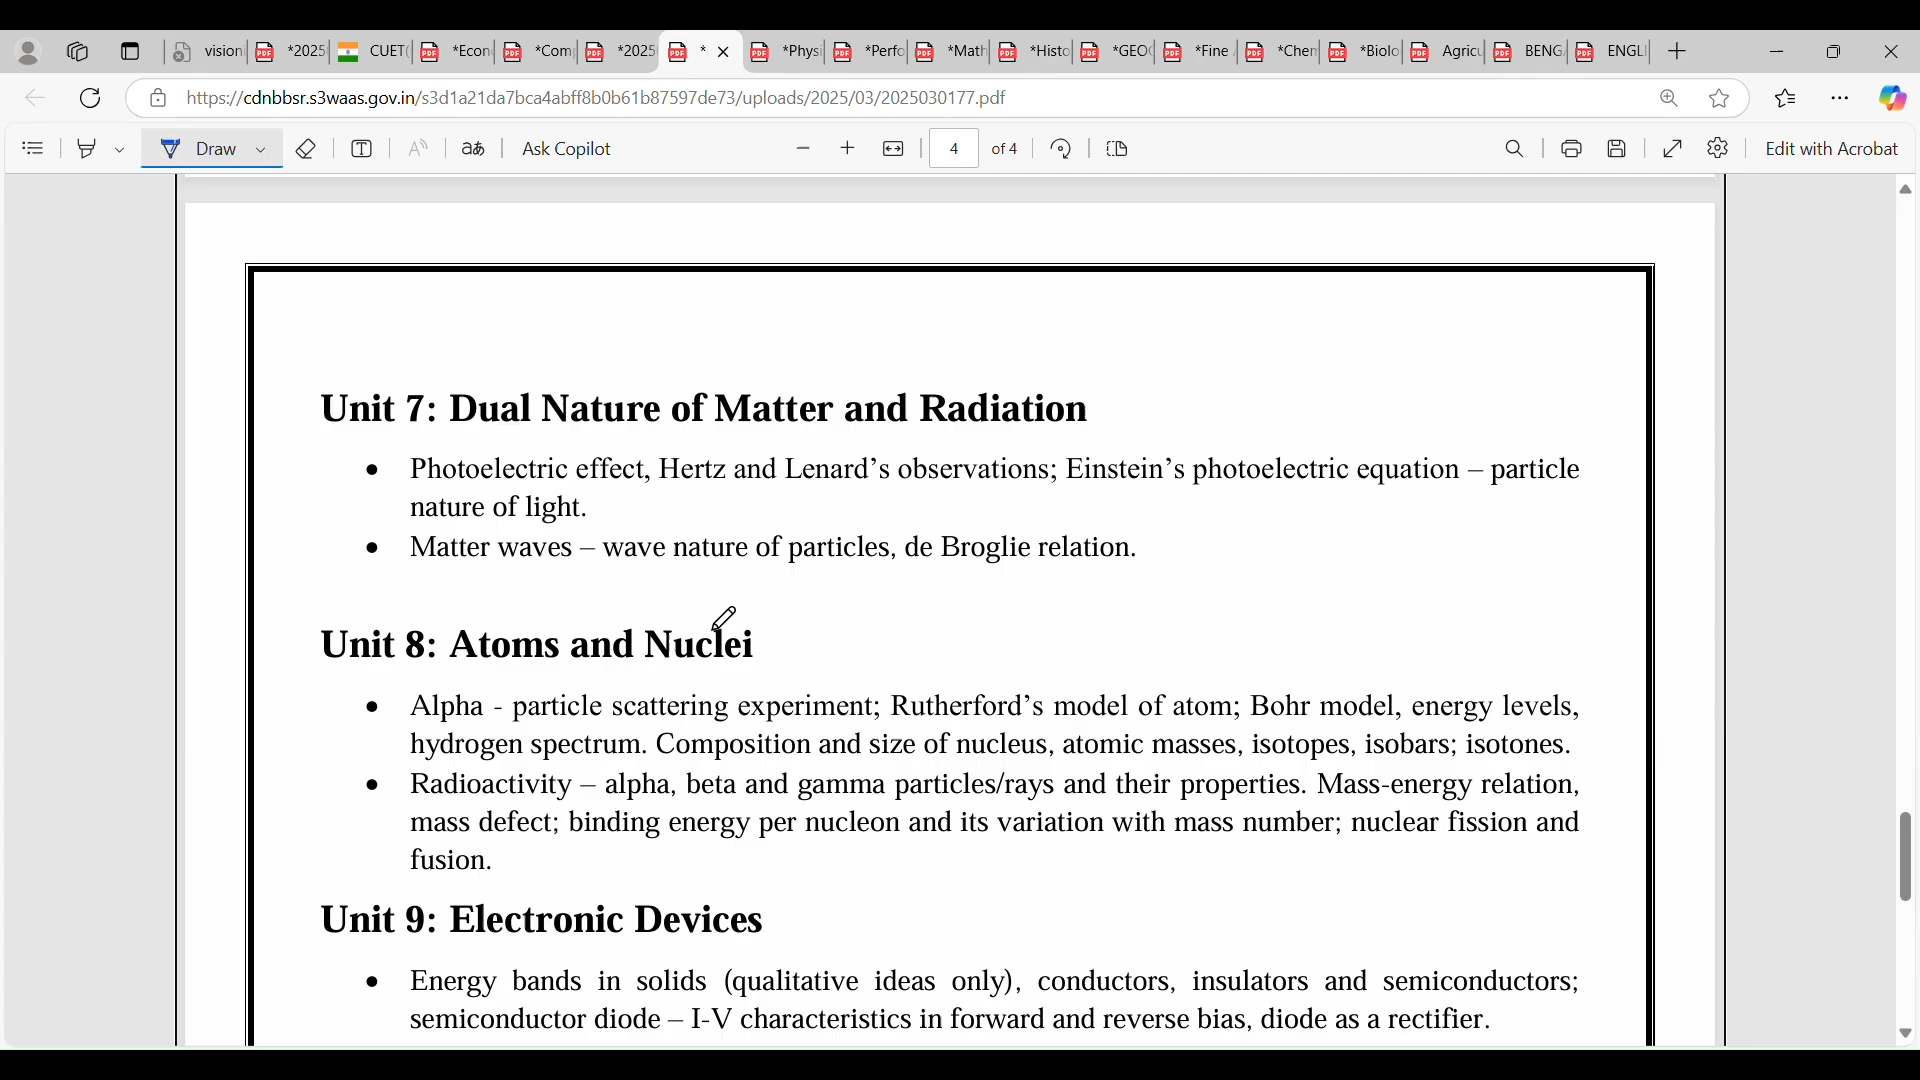 vision *2025 CUET( *Econ *Com *2025 * *Physi *Perfo *Math *Histo *GEO *Fine *Chem *Biolo Agricu BENG ENGLI
https://cdnbbsr.s3waas.gov.in/s3d1a21da7bca4abff8b0b61b87597de73/uploads/2025/03/2025030177.pdf
Draw aあ Ask Copilot 4 of 4 Edit with Acrobat
Unit 7: Dual Nature of Matter and Radiation
• Photoelectric effect, Hertz and Lenard’s observations; Einstein’s photoelectric equation – particle
nature of light.
• Matter waves – wave nature of particles, de Broglie relation.
Unit 8: Atoms and Nuclei
• Alpha - particle scattering experiment; Rutherford’s model of atom; Bohr model, energy levels,
hydrogen spectrum. Composition and size of nucleus, atomic masses, isotopes, isobars; isotones.
• Radioactivity – alpha, beta and gamma particles/rays and their properties. Mass-energy relation,
mass defect; binding energy per nucleon and its variation with mass number; nuclear fission and
fusion.
Unit 9: Electronic Devices
• Energy bands in solids (qualitative ideas only), conductors, insulators and semiconductors;
semiconductor diode – I-V characteristics in forward and reverse bias, diode as a rectifier.